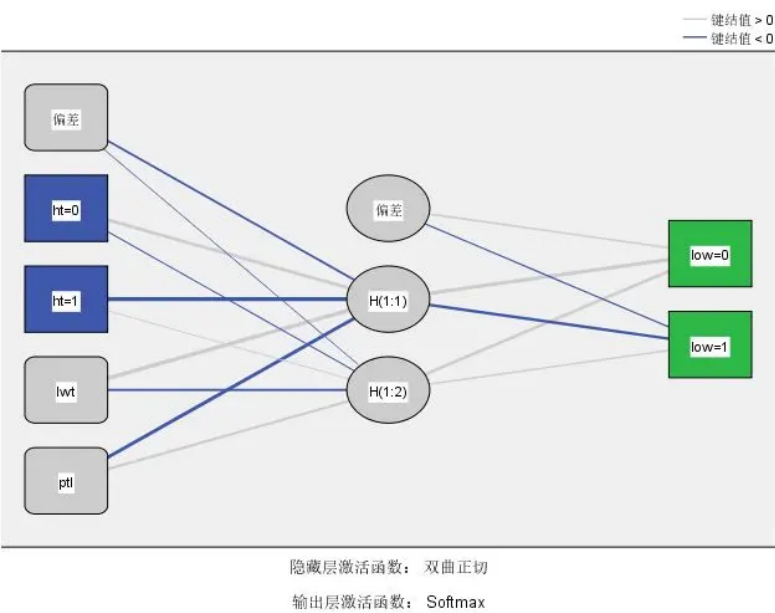 键结值 > 0
键结值 < 0
偏差
ht=0
ht=1
lwt
ptl
偏差
H(1:1)
H(1:2)
low=0
low=1
隐藏层激活函数： 双曲正切
输出层激活函数： Softmax